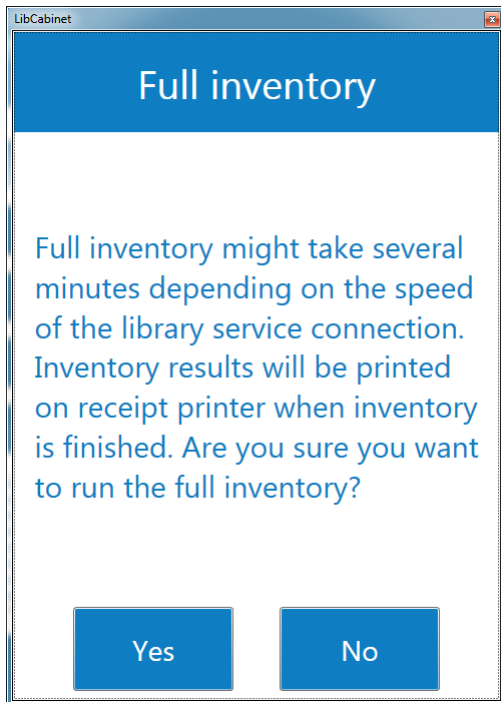 LibCabinet
Full inventory
Full inventory might take several
minutes depending on the speed
of the library service connection.
Inventory results will be printed
on receipt printer when inventory
is finished. Are you sure you want
to run the full inventory?
Yes
No